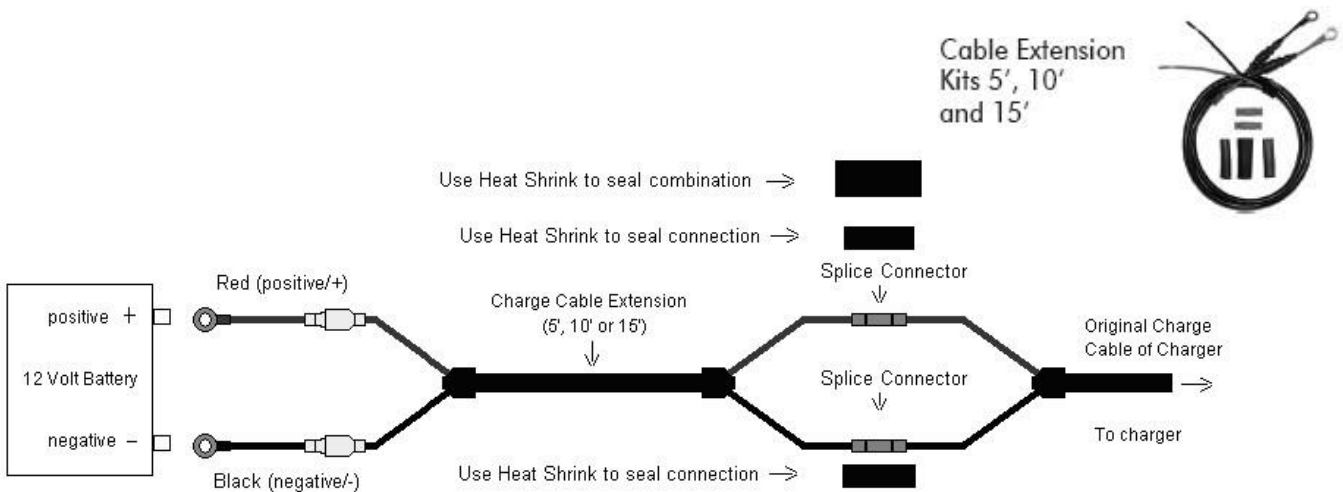 Cable Extension
Kits 5', 10'
and 15'
Use Heat Shrink to seal combination
Use Heat Shrink to seal connection
Splice Connector
Red (positive/+)
Charge Cable Extension
(5', 10' or 15')
positive +
Original Charge
Cable of Charger
12 Volt Battery
Splice Connector
negative –
To charger
Use Heat Shrink to seal connection
Black (negative/-)